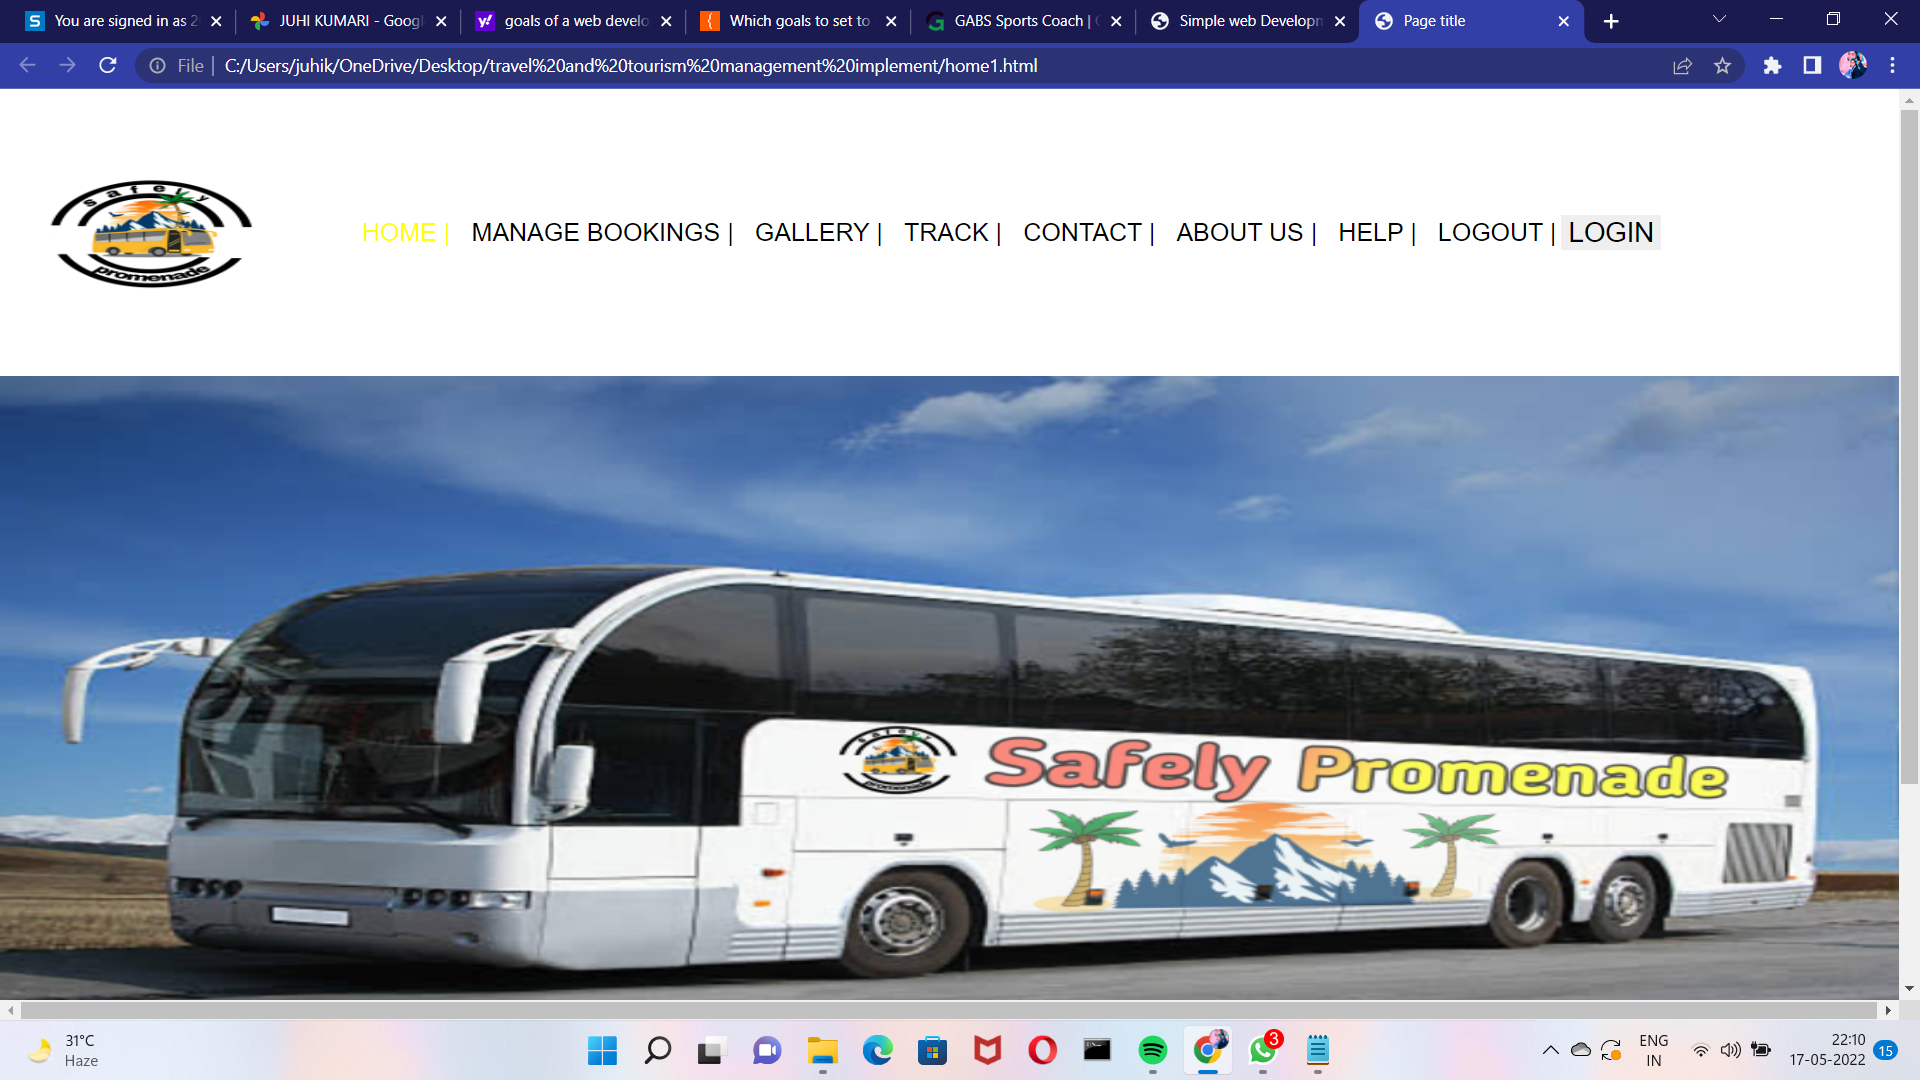 You are signed in as 2
JUHI KUMARI - Googl
goals of a web develo
Which goals to set to
GABS Sports Coach |
Simple web Developm
Page title
File | C:/Users/juhik/OneDrive/Desktop/travel%20and%20tourism%20management%20implement/home1.html
safely
promenade
HOME | MANAGE BOOKINGS | GALLERY | TRACK | CONTACT | ABOUT US | HELP | LOGOUT | LOGIN
safely
promenade
Safely Promenade
31°C
Haze
3
ENG
IN
22:10
17-05-2022
15